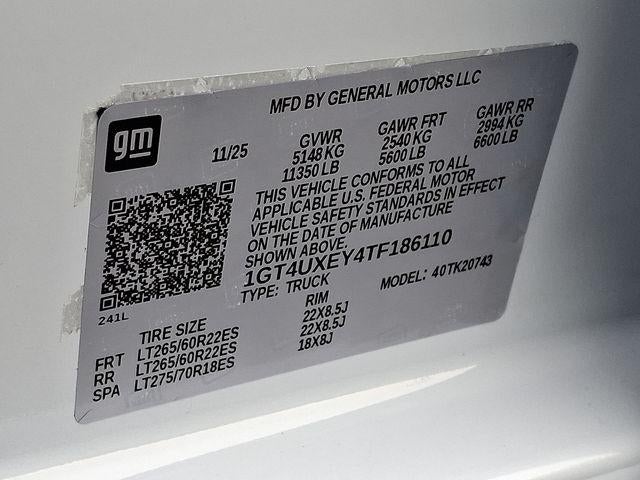 MFD BY GENERAL MOTORS LLC
gm
11/25
GVWR
5148 KG
11350 LB
GAWR FRT
2540 KG
5600 LB
GAWR RR
2994 KG
6600 LB
THIS VEHICLE CONFORMS TO ALL
APPLICABLE U.S. FEDERAL MOTOR
VEHICLE SAFETY STANDARDS IN EFFECT
ON THE DATE OF MANUFACTURE
SHOWN ABOVE.
1GT4UXEY4TF186110
TYPE: TRUCK
MODEL: 40TK20743
241L
TIRE SIZE
RIM
FRT LT265/60R22ES 22X8.5J
RR LT265/60R22ES 22X8.5J
SPA LT275/70R18ES 18X8J